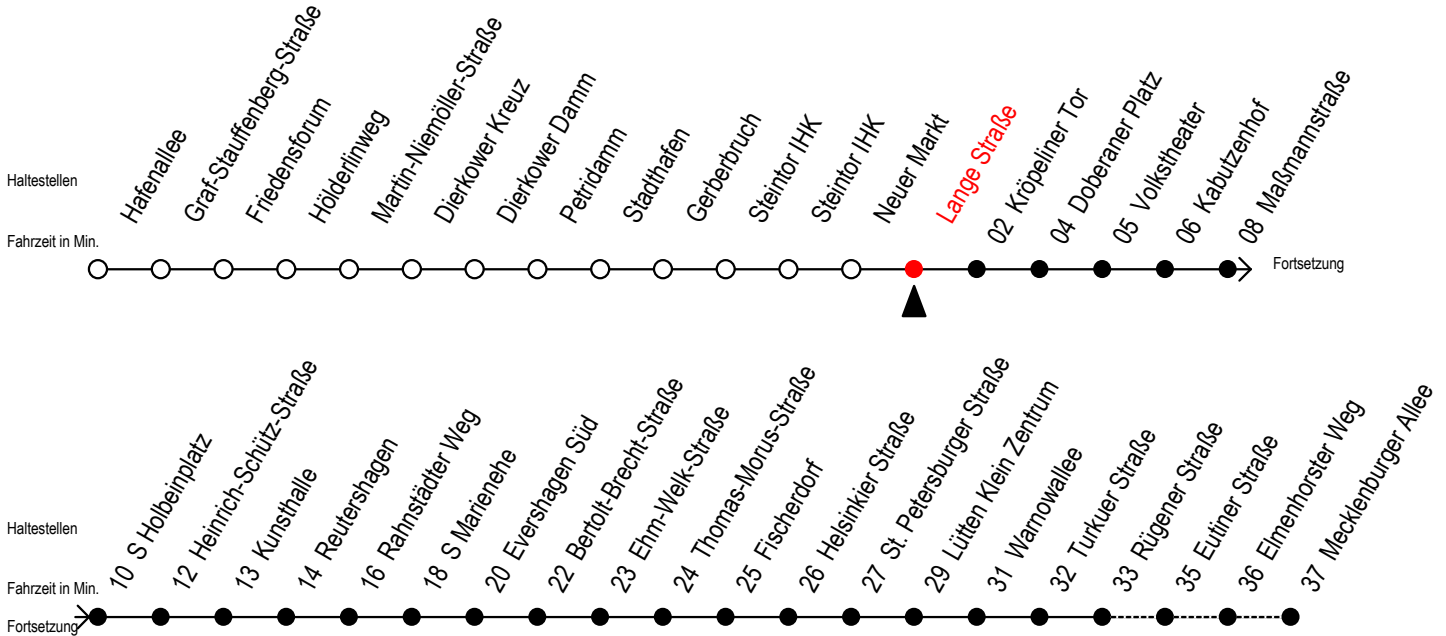 Haltestellen
Hafenallee
Graf-Stauffenberg-Straße
Friedensforum
Hölderlinweg
Martin-Niemöller-Straße
Dierkower Kreuz
Dierkower Damm
Petridamm
Stadthafen
Gerberbruch
Steintor IHK
Steintor IHK
Neuer Markt
Lange Straße
02 Kröpeliner Tor
04 Doberaner Platz
05 Volkstheater
06 Kabutzenhof
08 Maßmannstraße
Fahrzeit in Min.
Fortsetzung
Haltestellen
10 S Holbeinplatz
12 Heinrich-Schütz-Straße
13 Kunsthalle
14 Reutershagen
16 Rahnstädter Weg
18 S Marienehe
20 Evershagen Süd
22 Bertolt-Brecht-Straße
23 Ehm-Welk-Straße
24 Thomas-Morus-Straße
25 Fischerdorf
26 Helsinkier Straße
27 St. Petersburger Straße
29 Lütten Klein Zentrum
31 Warnowallee
32 Turkuer Straße
33 Rügener Straße
35 Eutiner Straße
36 Elmenhorster Weg
37 Mecklenburger Allee
Fahrzeit in Min.
Fortsetzung